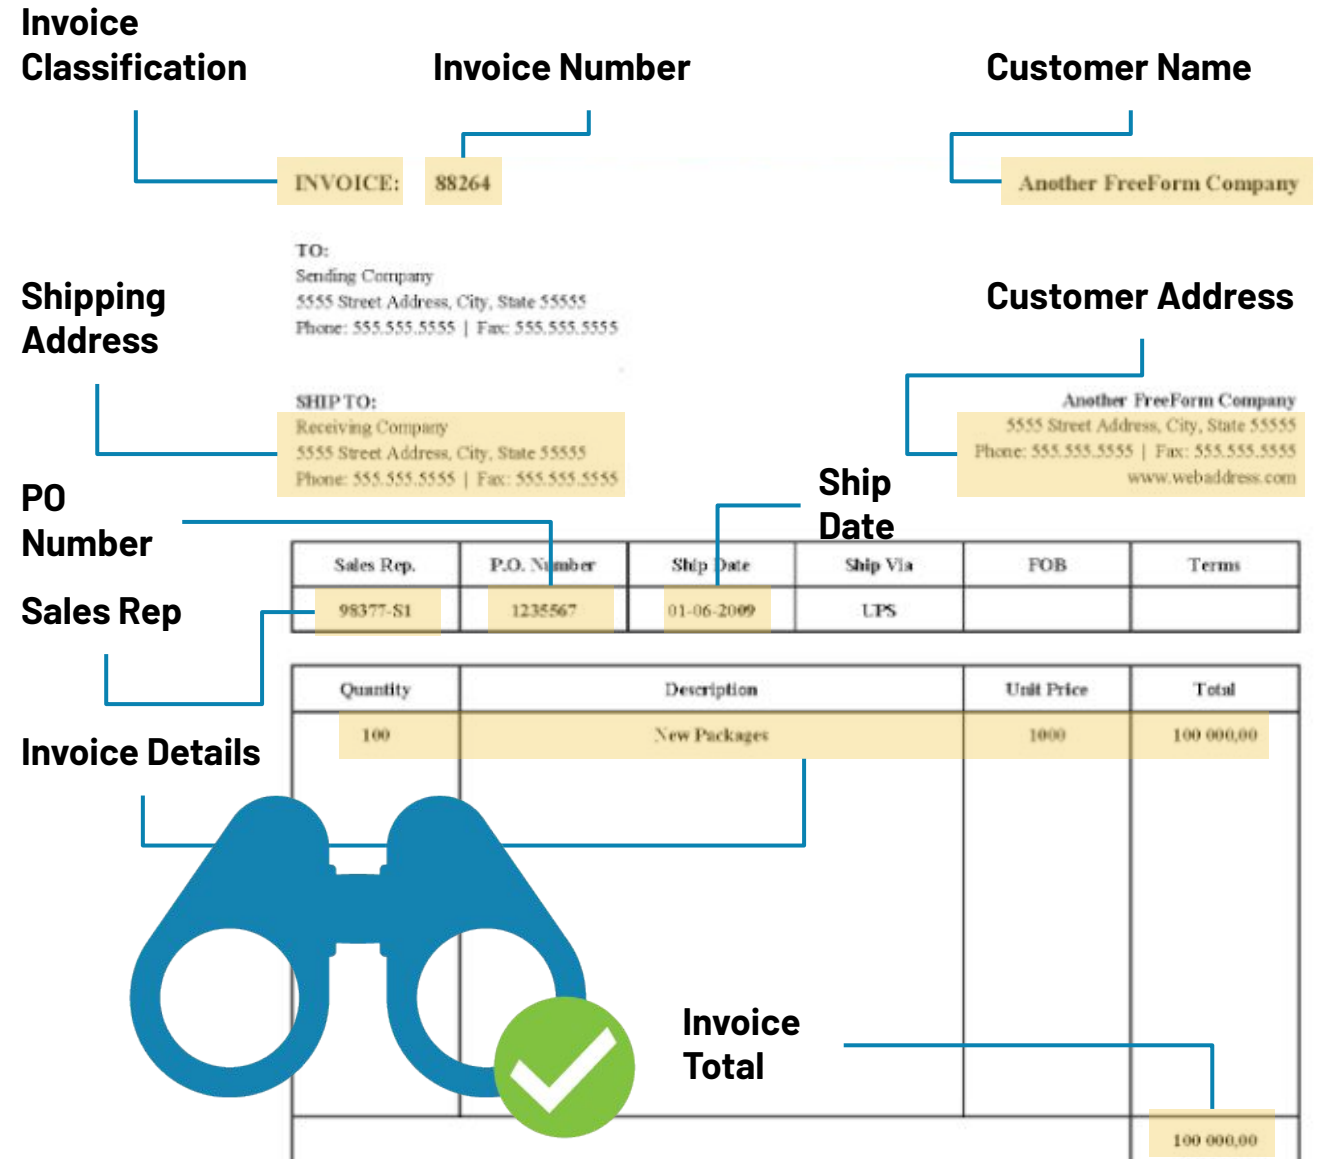 Invoice
Classification
Invoice Number
Customer Name
INVOICE: 88264
Another FreeForm Company
TO:
Sending Company
5555 Street Address, City, State 55555
Phone: 555.555.5555 | Fax: 555.555.5555
Shipping
Address
Customer Address
SHIP TO:
Receiving Company
5555 Street Address, City, State 55555
Phone: 555.555.5555 | Fax: 555.555.5555
Another FreeForm Company
5555 Street Address, City, State 55555
Phone: 555.555.5555 | Fax: 555.555.5555
www.webaddress.com
PO
Number
Ship
Date
Sales Rep. P.O. Number Ship Date Ship Via FOB Terms
Sales Rep
98377-S1 1235567 01-06-2009 UPS
Quantity Description Unit Price Total
100 New Packages 1000 100 000,00
Invoice Details
Invoice
Total
100 000,00